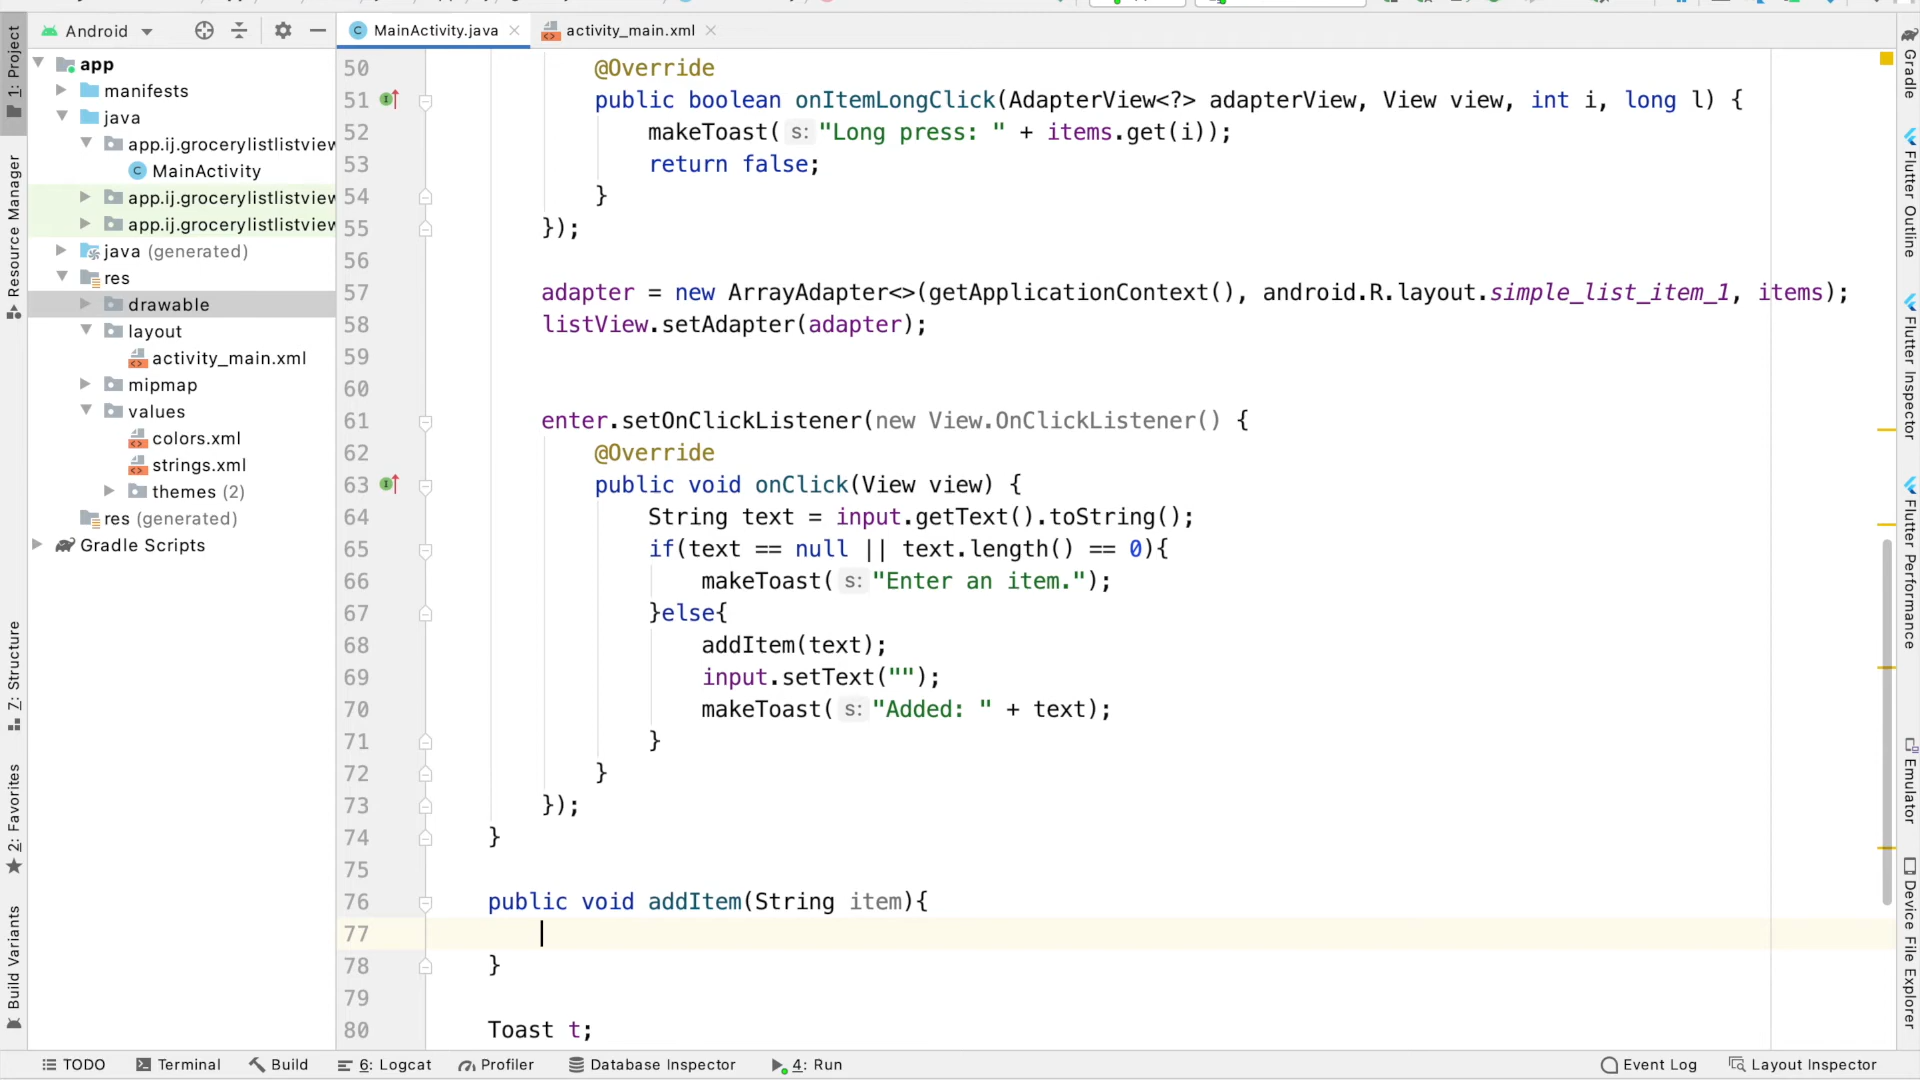 Android
MainActivity.java
activity_main.xml
1: Project
Resource Manager
7: Structure
2: Favorites
Build Variants
app
manifests
java
app.ij.grocerylistlistview
MainActivity
app.ij.grocerylistlistview
app.ij.grocerylistlistview
java (generated)
res
drawable
layout
activity_main.xml
mipmap
values
colors.xml
strings.xml
themes (2)
res (generated)
Gradle Scripts
50 @Override
51 public boolean onItemLongClick(AdapterView<?> adapterView, View view, int i, long l) {
52 makeToast( s: "Long press: " + items.get(i));
53 return false;
54 }
55 });
56
57 adapter = new ArrayAdapter<>(getApplicationContext(), android.R.layout.simple_list_item_1, items);
58 listView.setAdapter(adapter);
59
60
61 enter.setOnClickListener(new View.OnClickListener() {
62 @Override
63 public void onClick(View view) {
64 String text = input.getText().toString();
65 if(text == null || text.length() == 0){
66 makeToast( s: "Enter an item.");
67 }else{
68 addItem(text);
69 input.setText("");
70 makeToast( s: "Added: " + text);
71 }
72 }
73 });
74 }
75
76 public void addItem(String item){
77
78 }
79
80 Toast t;
Gradle
Flutter Outline
Flutter Inspector
Flutter Performance
Emulator
Device File Explorer
TODO
Terminal
Build
6: Logcat
Profiler
Database Inspector
4: Run
Event Log
Layout Inspector